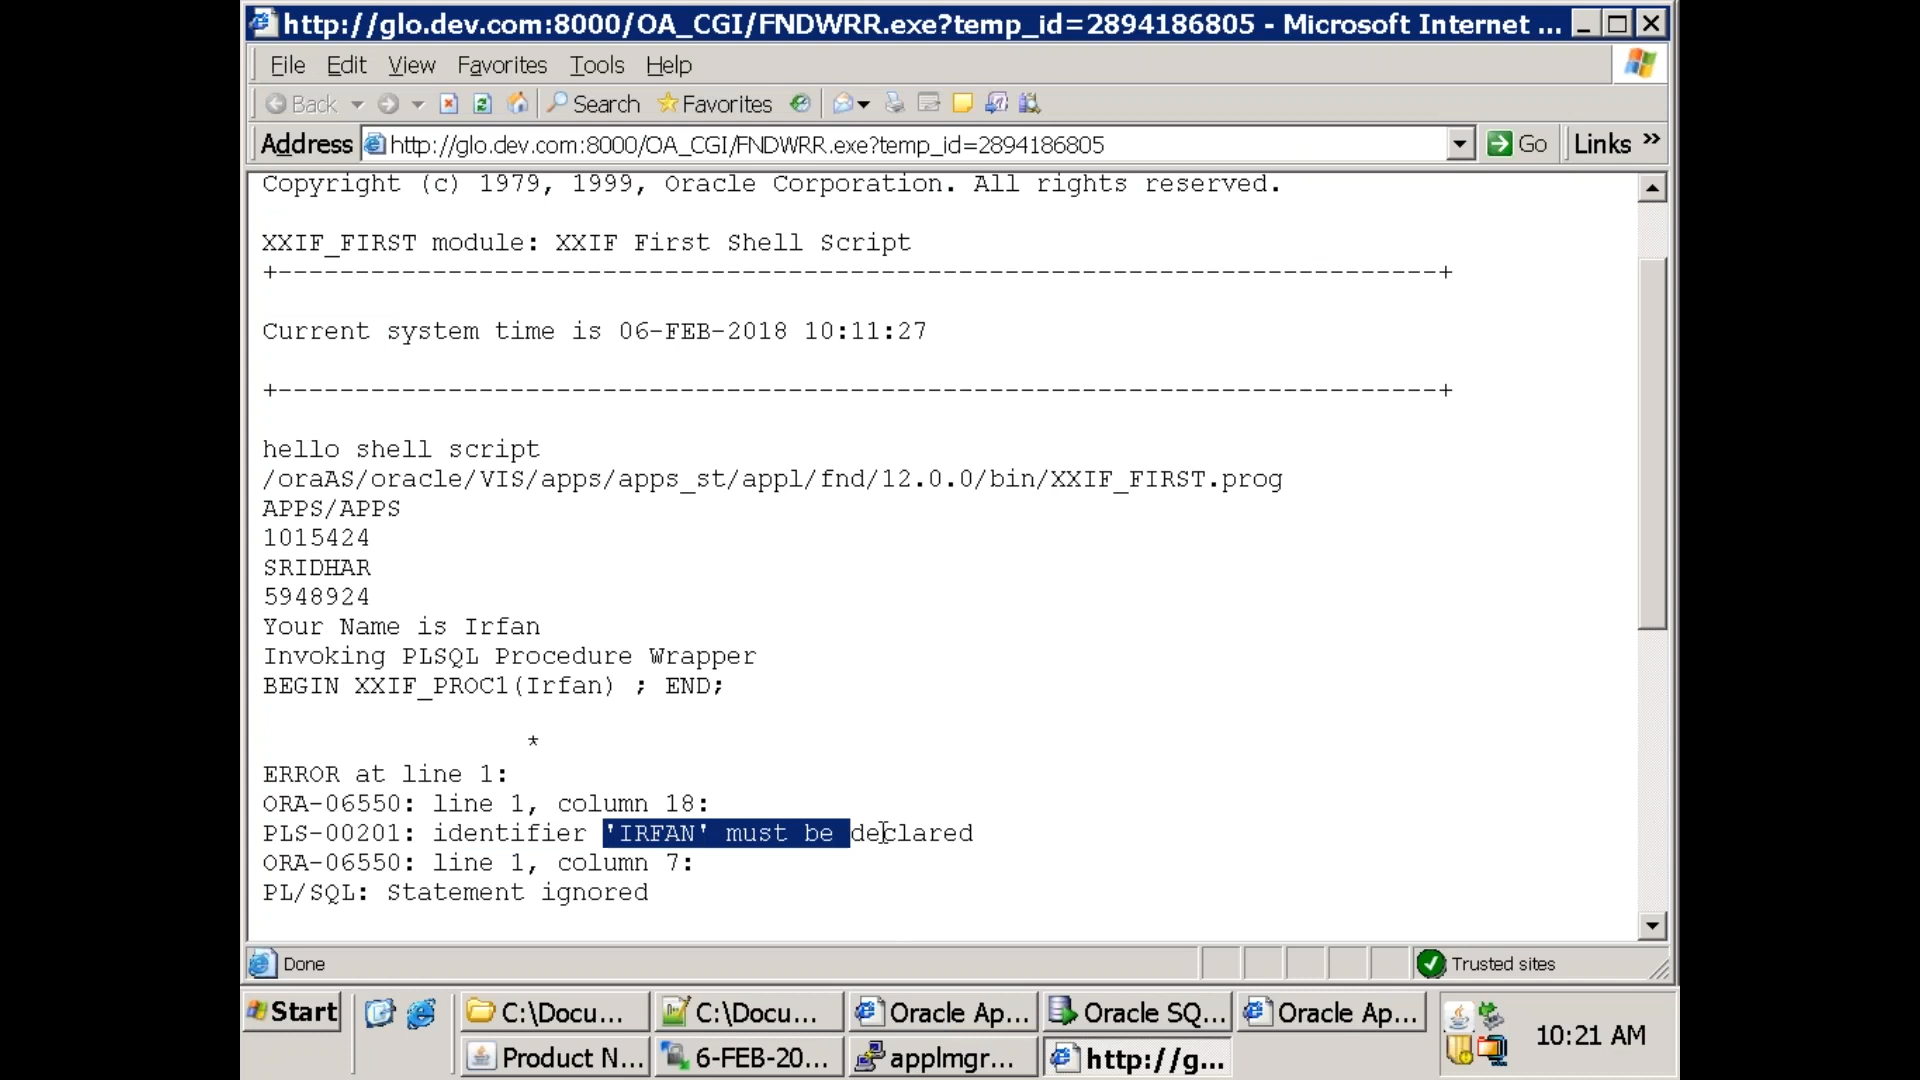 http://glo.dev.com:8000/OA_CGI/FNDWRR.exe?temp_id=2894186805 - Microsoft Internet ...
File Edit View Favorites Tools Help
Back Search Favorites
Address http://glo.dev.com:8000/OA_CGI/FNDWRR.exe?temp_id=2894186805 Go Links »
Copyright (c) 1979, 1999, Oracle Corporation. All rights reserved.
XXIF_FIRST module: XXIF First Shell Script
+---------------------------------------------------------------------------+
Current system time is 06-FEB-2018 10:11:27
+---------------------------------------------------------------------------+
hello shell script
/oraAS/oracle/VIS/apps/apps_st/appl/fnd/12.0.0/bin/XXIF_FIRST.prog
APPS/APPS
1015424
SRIDHAR
5948924
Your Name is Irfan
Invoking PLSQL Procedure Wrapper
BEGIN XXIF_PROC1(Irfan) ; END;
*
ERROR at line 1:
ORA-06550: line 1, column 18:
PLS-00201: identifier 'IRFAN' must be declared
ORA-06550: line 1, column 7:
PL/SQL: Statement ignored
Done Trusted sites
Start C:\Docu... C:\Docu... Oracle Ap... Oracle SQ... Oracle Ap...
Product N... 6-FEB-20... applmgr... http://g... 10:21 AM